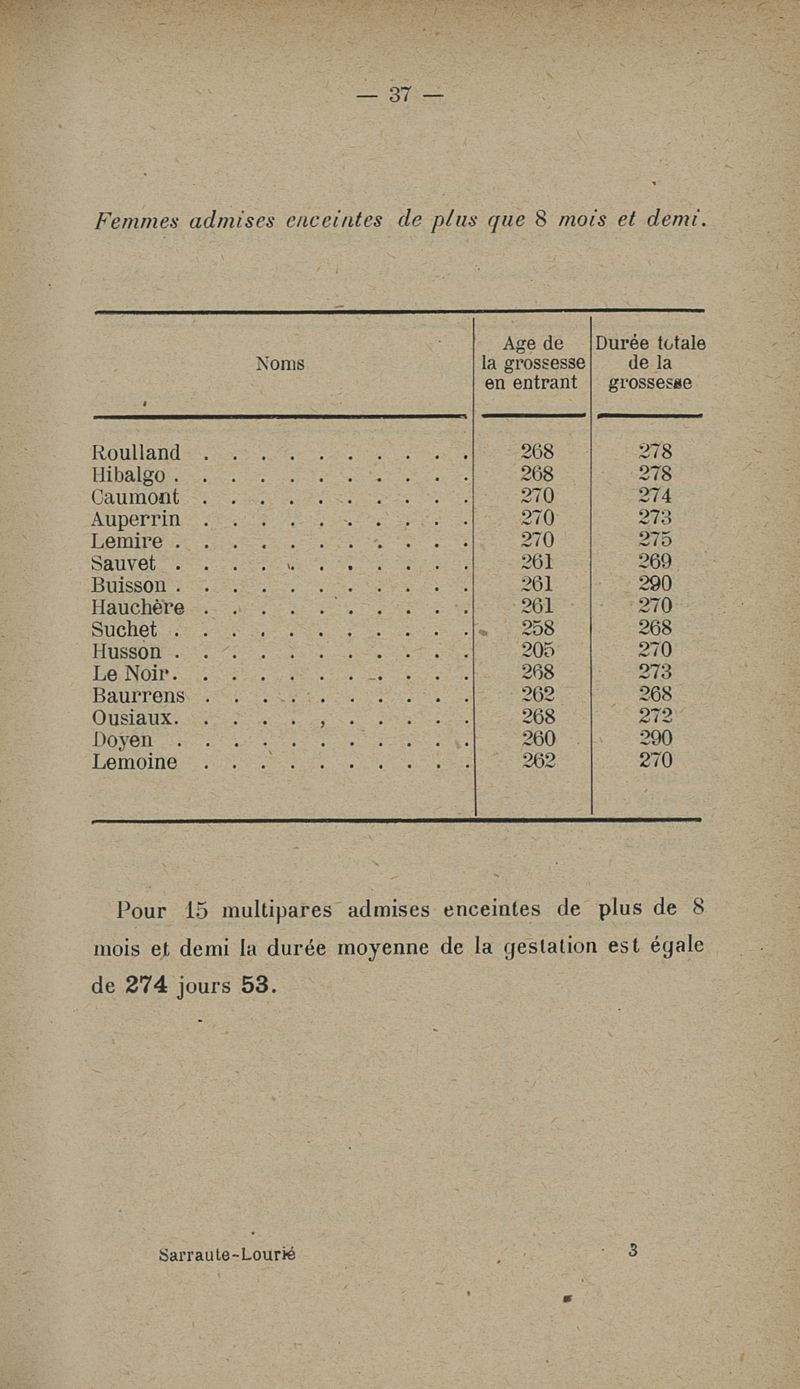 — 37 —
Femmes admises enceintes de plus que 8 mois et demi.
Noms
Age de
la grossesse
en entrant
Durée totale
de la
grossesse
Roulland . . . . . . . . . . 268 278
Hibalgo . . . . . . . . . . . 268 278
Caumont . . . . . . . . . . 270 274
Auperrin . . . . . . . . . . 270 273
Lemire . . . . . . . . . . . 270 275
Sauvet . . . . . . . . . . . 261 269
Buisson . . . . . . . . . . . 261 290
Hauchère . . . . . . . . . . 261 270
Suchet . . . . . . . . . . . 258 268
Husson . . . . . . . . . . . 205 270
Le Noir. . . . . . . . . . . 268 273
Baurrens . . . . . . . . . . 262 268
Ousiaux. . . . . , . . . . . 268 272
Doyen . . . . . . . . . . . 260 290
Lemoine . . . . . . . . . . 262 270
Pour 15 multipares admises enceintes de plus de 8
mois et demi la durée moyenne de la gestation est égale
de 274 jours 53.
Sarraute-Lourié 3